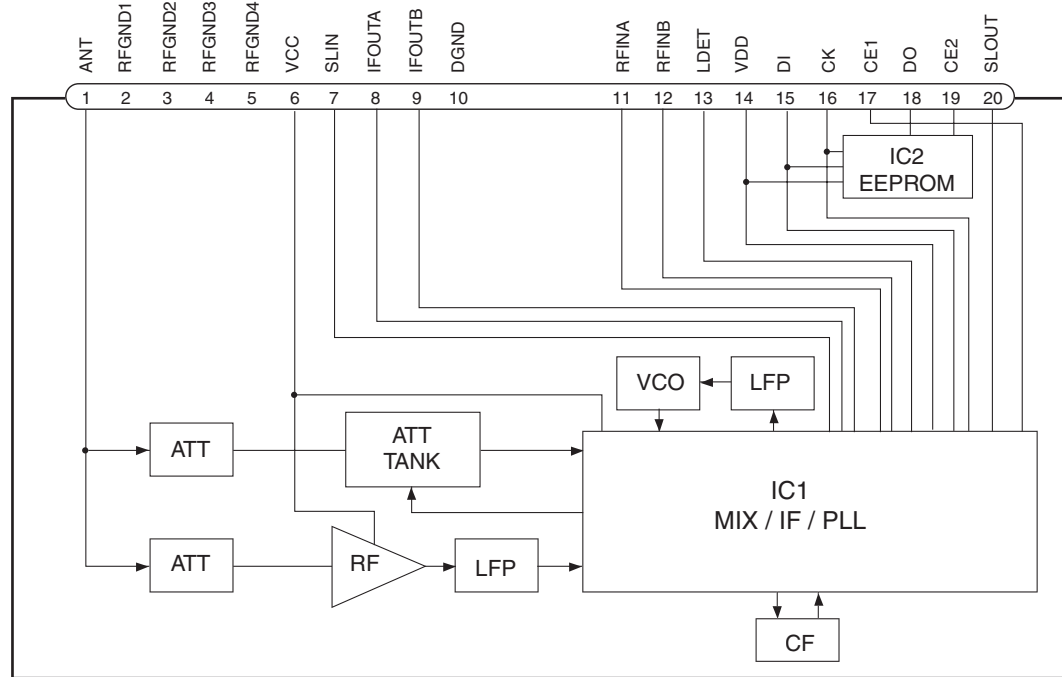 ANT
RFGND1
RFGND2
RFGND3
RFGND4
VCC
SLIN
IFOUTA
IFOUTB
DGND
RFINA
RFINB
LDET
VDD
DI
CK
CE1
DO
CE2
SLOUT
1 2 3 4 5 6 7 8 9 10 11 12 13 14 15 16 17 18 19 20
IC2
EEPROM
VCO
LFP
ATT
ATT
TANK
IC1
MIX / IF / PLL
ATT
RF
LFP
CF